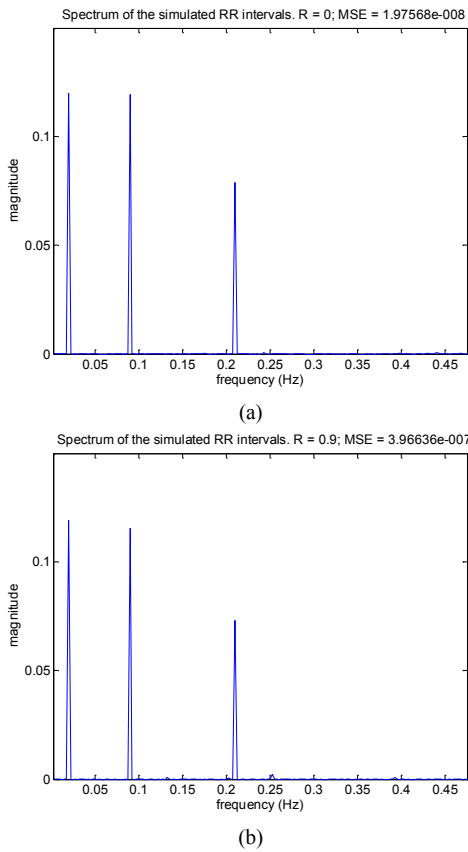 Spectrum of the simulated RR intervals. R = 0; MSE = 1.97568e-008
0.1
0.05
0
magnitude
0.05 0.1 0.15 0.2 0.25 0.3 0.35 0.4 0.45
frequency (Hz)
(a)
Spectrum of the simulated RR intervals. R = 0.9; MSE = 3.96636e-007
0.1
0.05
0
magnitude
0.05 0.1 0.15 0.2 0.25 0.3 0.35 0.4 0.45
frequency (Hz)
(b)